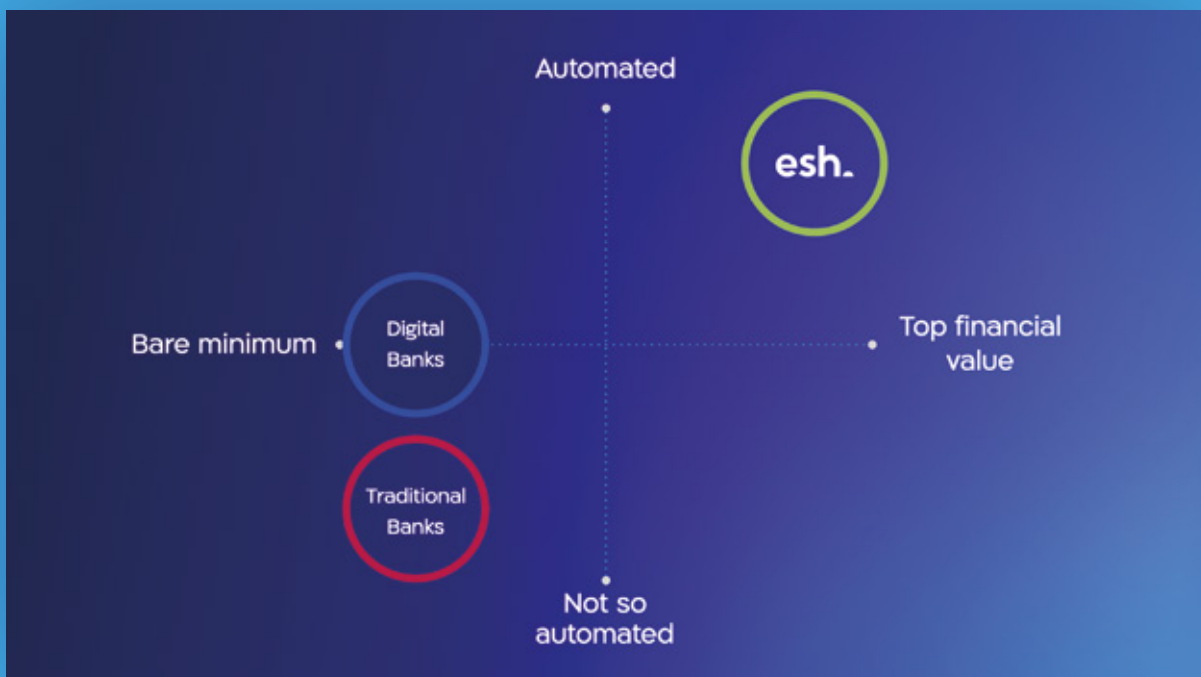 Automated
esh.
Bare minimum
Digital
Banks
Top financial
value
Traditional
Banks
Not so
automated